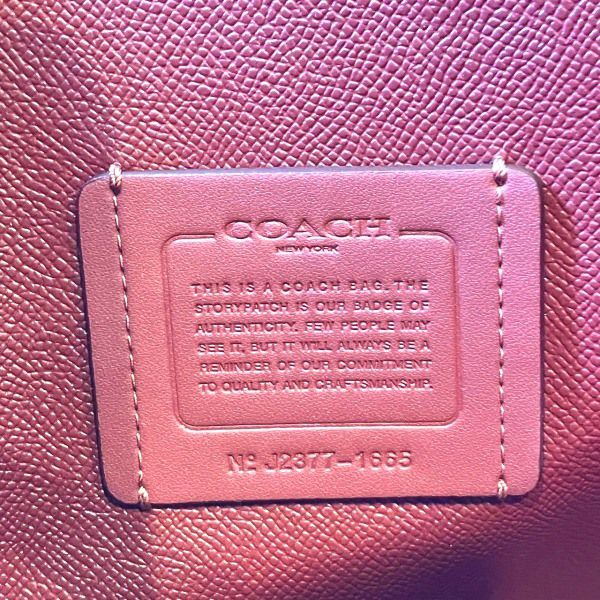 COACH
NEW YORK
THIS IS A COACH BAG. THE
STORYPATCH IS OUR BADGE OF
AUTHENTICITY. FEW PEOPLE MAY
SEE IT, BUT IT WILL ALWAYS BE A
REMINDER OF OUR COMMITMENT
TO QUALITY AND CRAFTSMANSHIP.
Nº J2377-1665